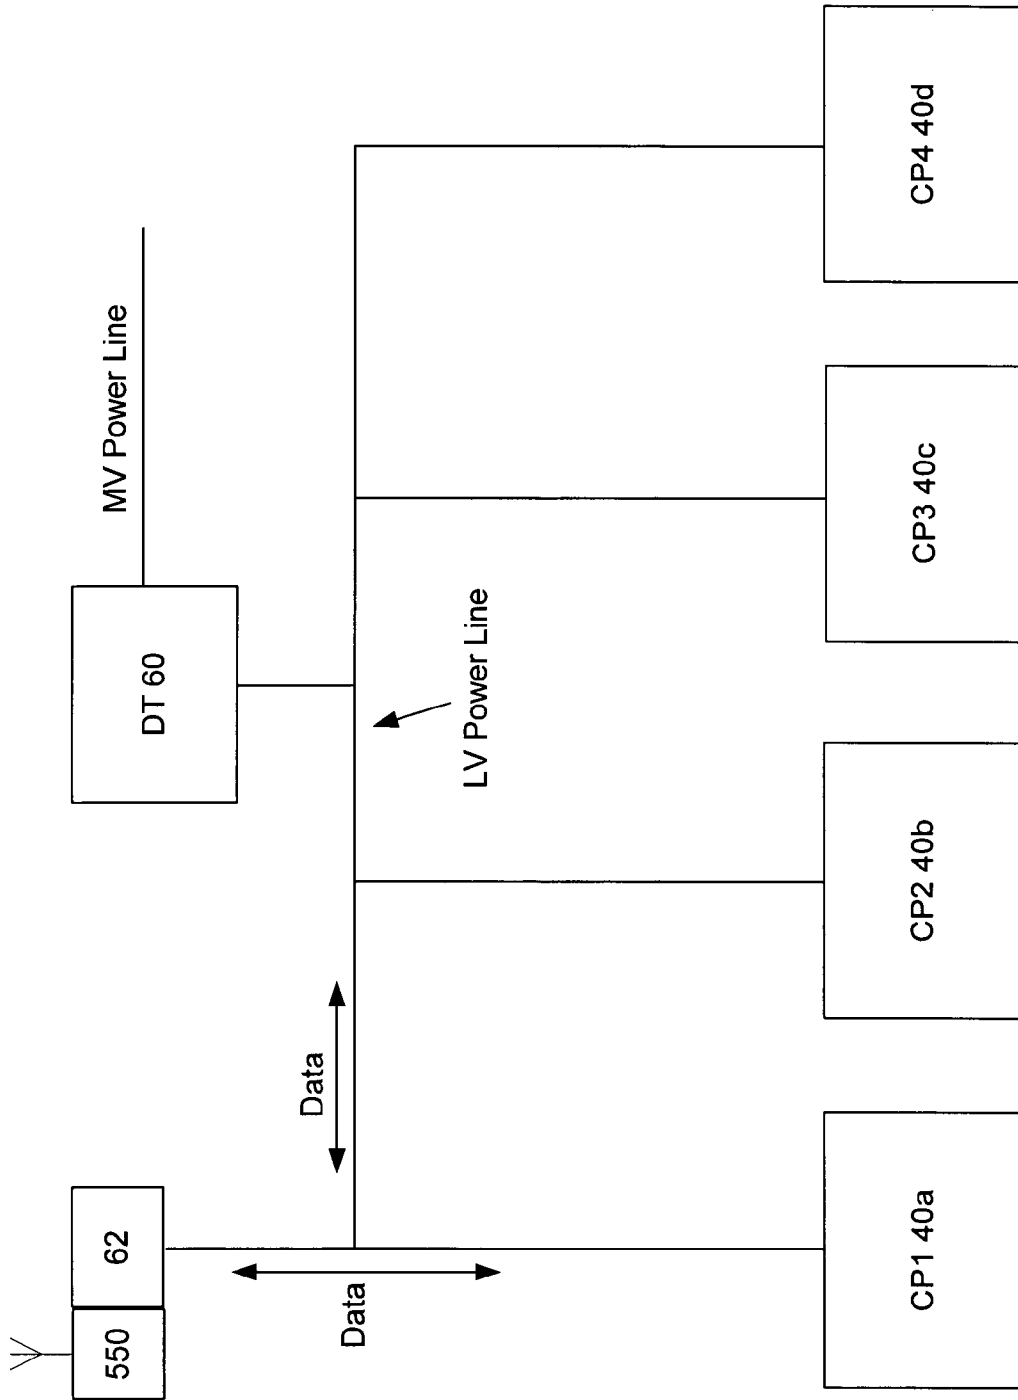 550
62
Data
Data
DT 60
MV Power Line
LV Power Line
CP1 40a
CP2 40b
CP3 40c
CP4 40d